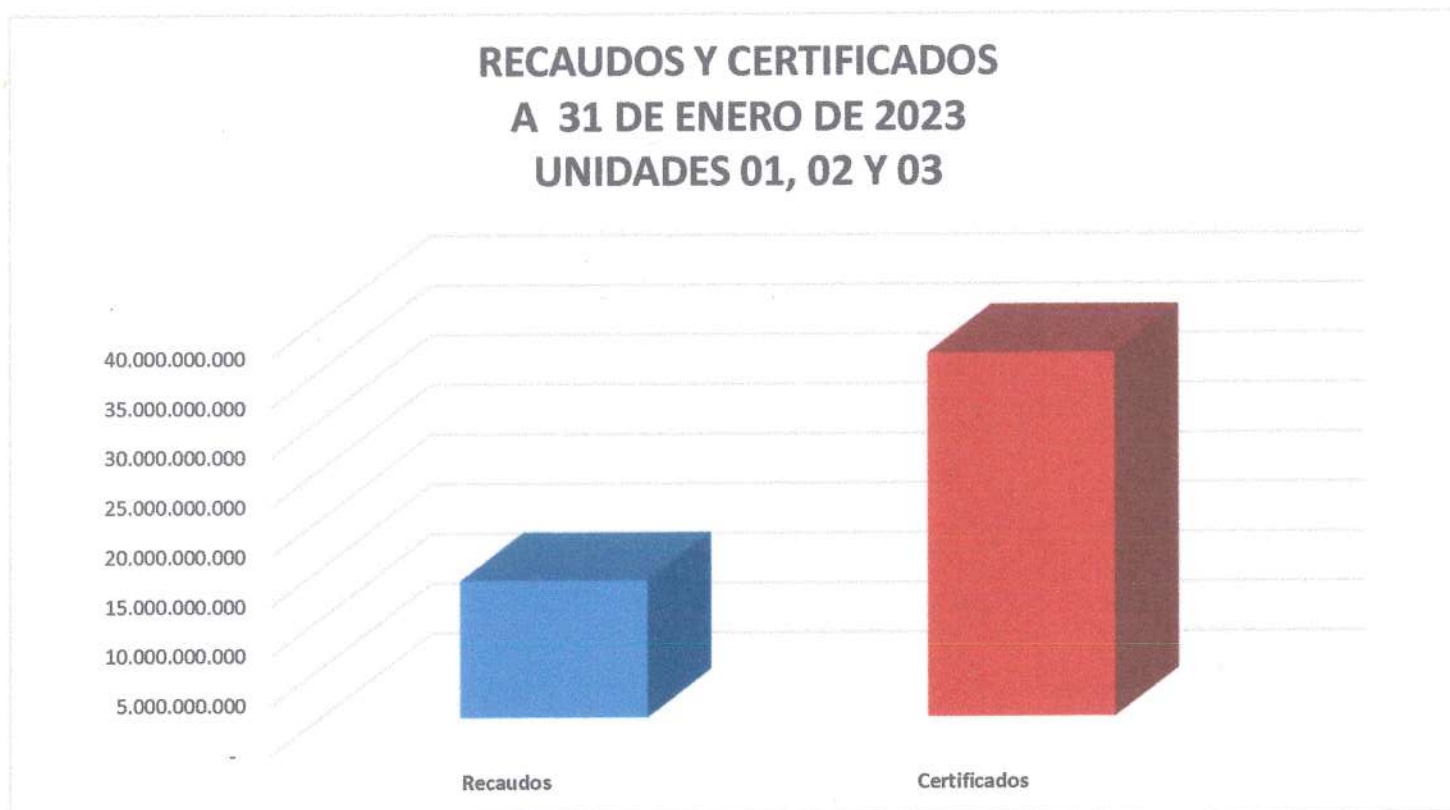 RECAUDOS Y CERTIFICADOS
A 31 DE ENERO DE 2023
UNIDADES 01, 02 Y 03
40.000.000.000
35.000.000.000
30.000.000.000
25.000.000.000
20.000.000.000
15.000.000.000
10.000.000.000
5.000.000.000
-
Recaudos
Certificados